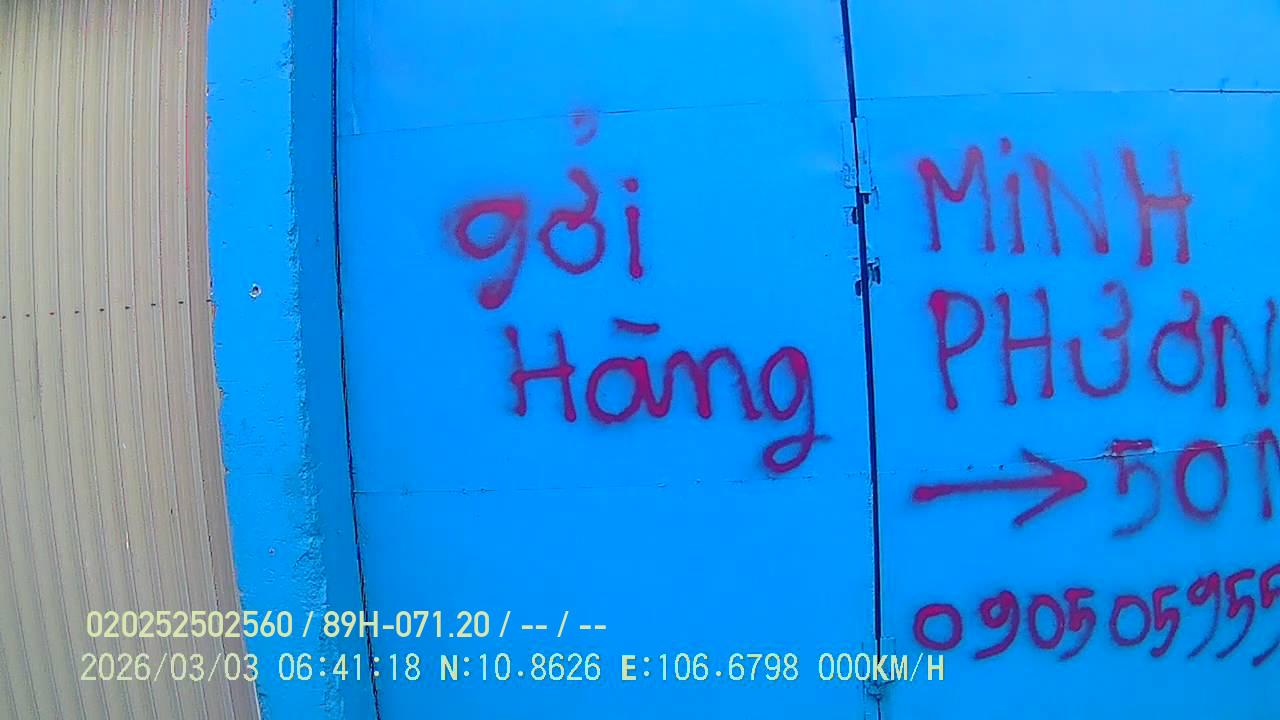 gởi
Hàng
MINH
PHƯƠN
→ 50
090505955
020252502560 / 89H-071.20 / -- / --
2026/03/03 06:41:18 N:10.8626 E:106.6798 000KM/H